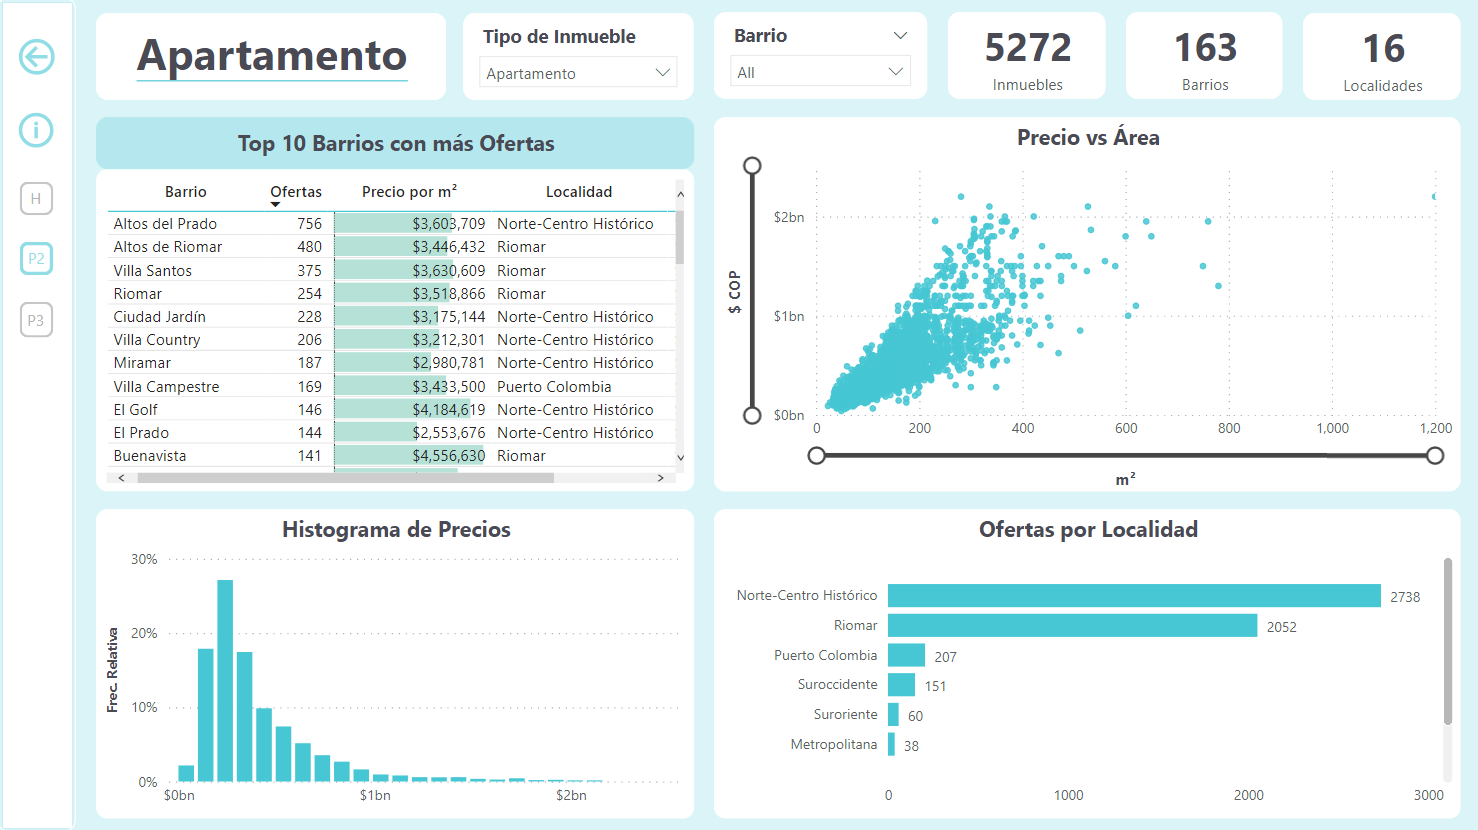 Apartamento
Tipo de Inmueble
Apartamento
Barrio
All
5272
Inmuebles
163
Barrios
16
Localidades
H
P2
P3
Top 10 Barrios con más Ofertas
Barrio Ofertas Precio por m² Localidad
Altos del Prado 756 $3,603,709 Norte-Centro Histórico
Altos de Riomar 480 $3,446,432 Riomar
Villa Santos 375 $3,630,609 Riomar
Riomar 254 $3,518,866 Riomar
Ciudad Jardín 228 $3,175,144 Norte-Centro Histórico
Villa Country 206 $3,212,301 Norte-Centro Histórico
Miramar 187 $2,980,781 Norte-Centro Histórico
Villa Campestre 169 $3,433,500 Puerto Colombia
El Golf 146 $4,184,619 Norte-Centro Histórico
El Prado 144 $2,553,676 Norte-Centro Histórico
Buenavista 141 $4,556,630 Riomar
Precio vs Área
$ COP
$2bn
$1bn
$0bn
0 200 400 600 800 1,000 1,200
m²
Histograma de Precios
Frec. Relativa
30%
20%
10%
0%
$0bn $1bn $2bn
Ofertas por Localidad
Norte-Centro Histórico 2738
Riomar 2052
Puerto Colombia 207
Suroccidente 151
Suroriente 60
Metropolitana 38
0 1000 2000 3000